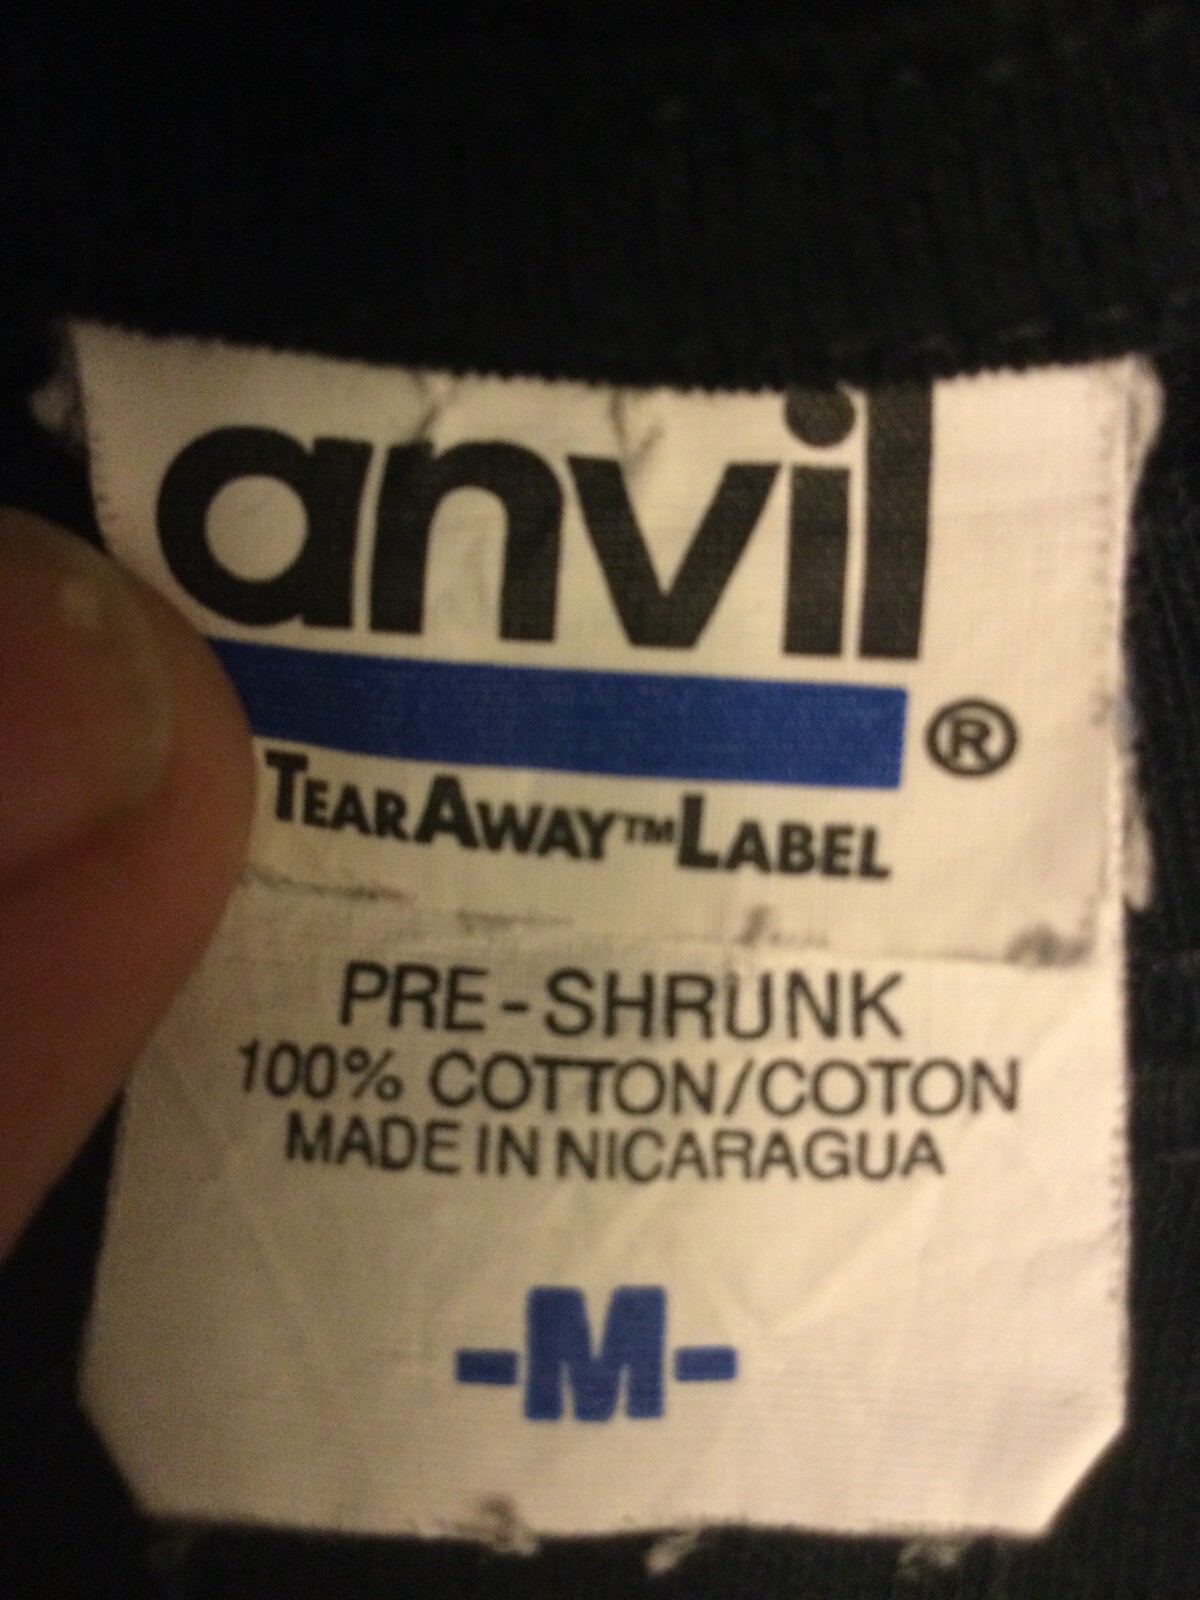 anvil
®
TEARAWAY™LABEL
PRE-SHRUNK
100% COTTON/COTON
MADE IN NICARAGUA
-M-